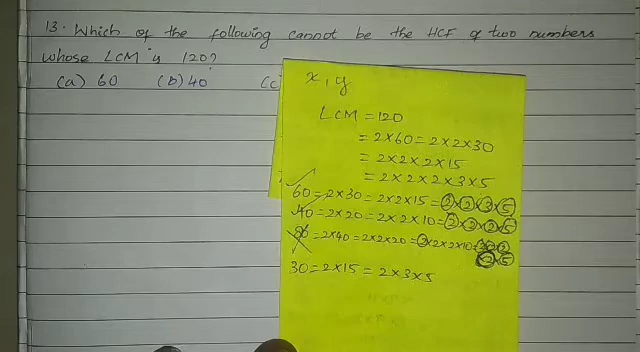 13. Which of the following cannot be the HCF of two numbers
whose LCM is 120?
(a) 60 (b) 40 (c
x, y
LCM = 120
= 2×60 = 2×2×30
= 2×2×2×15
= 2×2×2×3×5
60 = 2×30 = 2×2×15 = 2×2×3×5
40 = 2×20 = 2×2×10 = 2×2×2×5
80 = 2×40 = 2×2×20 = 2×2×2×10 =
×2×5
30 = 2×15 = 2×3×5